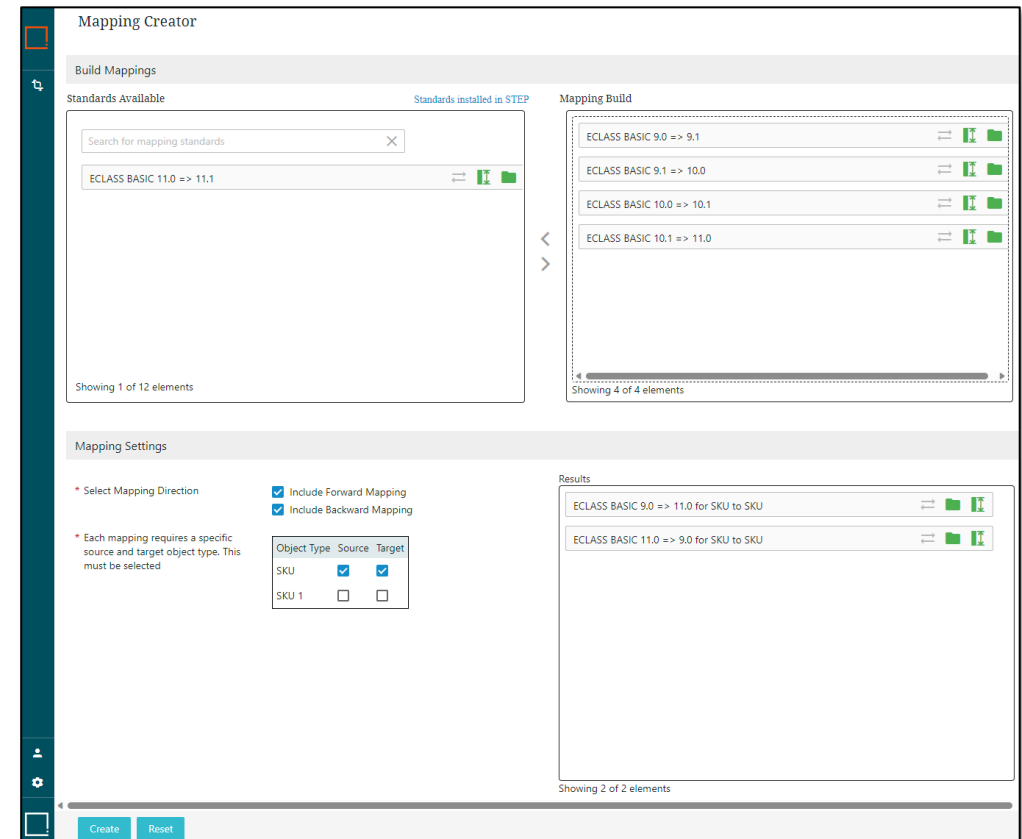 Mapping Creator
Build Mappings
Standards Available
Standards installed in STEP
Search for mapping standards
ECLASS BASIC 11.0 => 11.1
Showing 1 of 12 elements
Mapping Build
ECLASS BASIC 9.0 => 9.1
ECLASS BASIC 9.1 => 10.0
ECLASS BASIC 10.0 => 10.1
ECLASS BASIC 10.1 => 11.0
Showing 4 of 4 elements
Mapping Settings
* Select Mapping Direction
Include Forward Mapping
Include Backward Mapping
* Each mapping requires a specific
source and target object type. This
must be selected
Object Type Source Target
SKU
SKU 1
Results
ECLASS BASIC 9.0 => 11.0 for SKU to SKU
ECLASS BASIC 11.0 => 9.0 for SKU to SKU
Showing 2 of 2 elements
Create
Reset